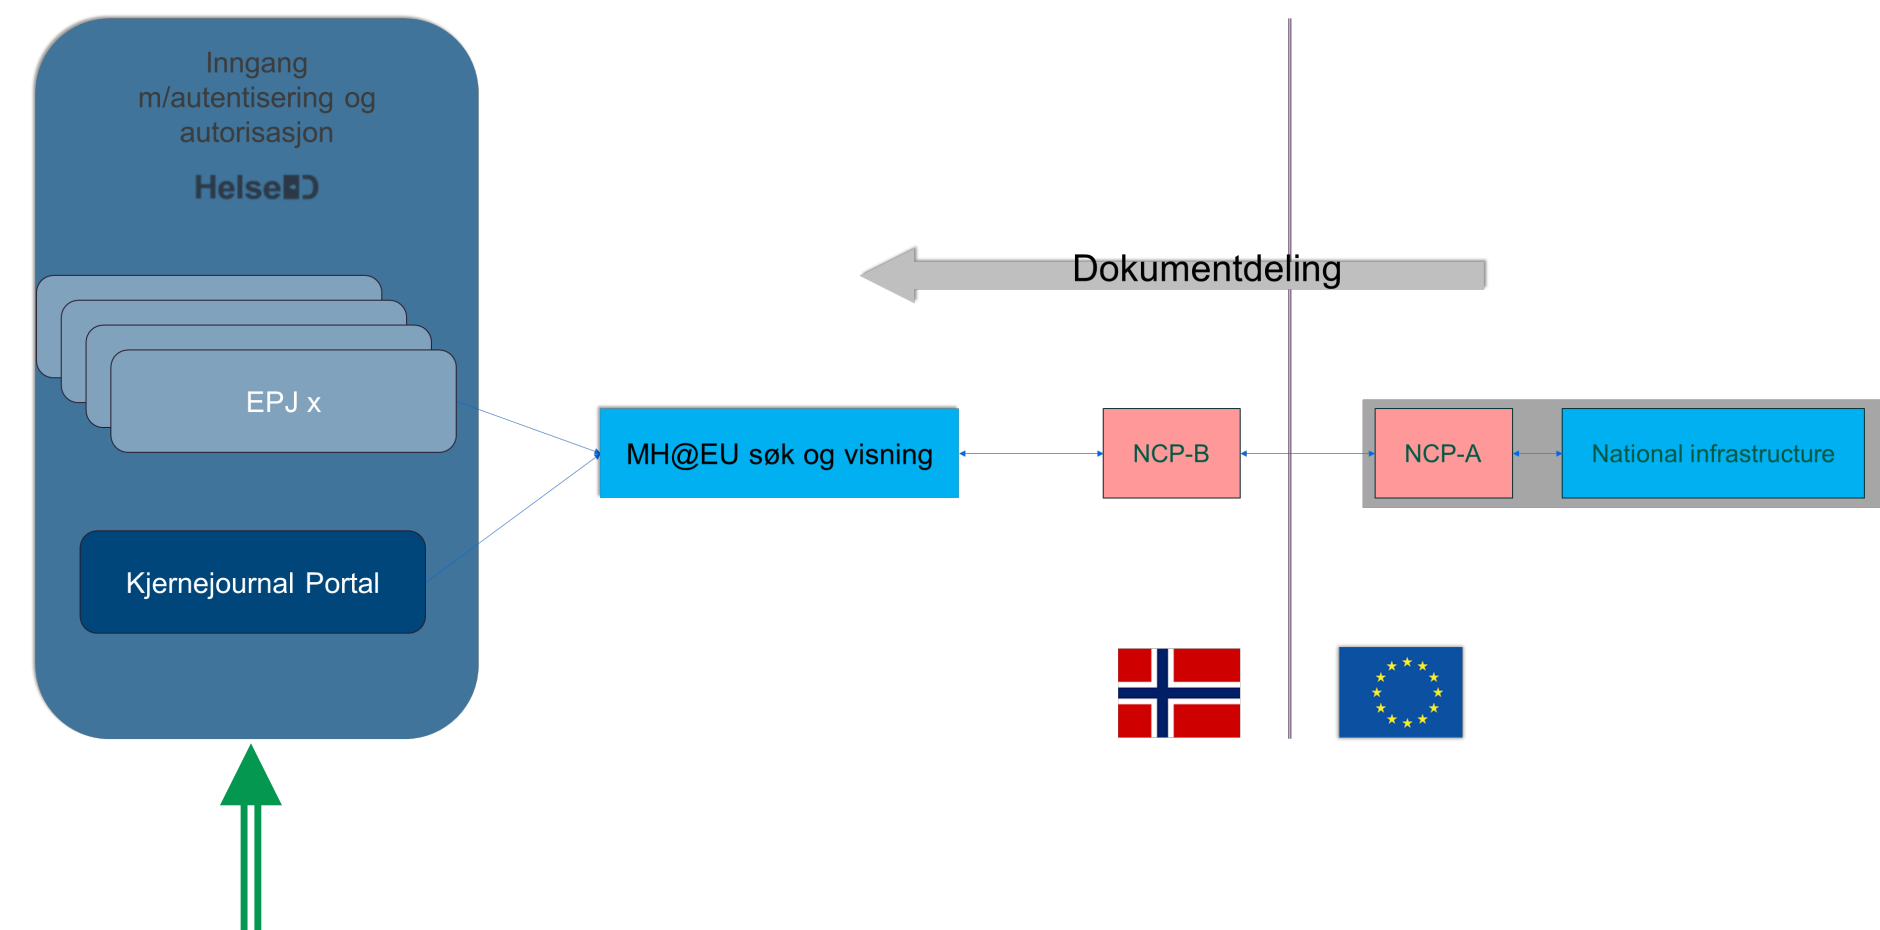 Inngang
m/autentisering og
autorisasjon
HelseID
Dokumentdeling
EPJ x
MH@EU søk og visning
NCP-B
NCP-A
National infrastructure
Kjernejournal Portal